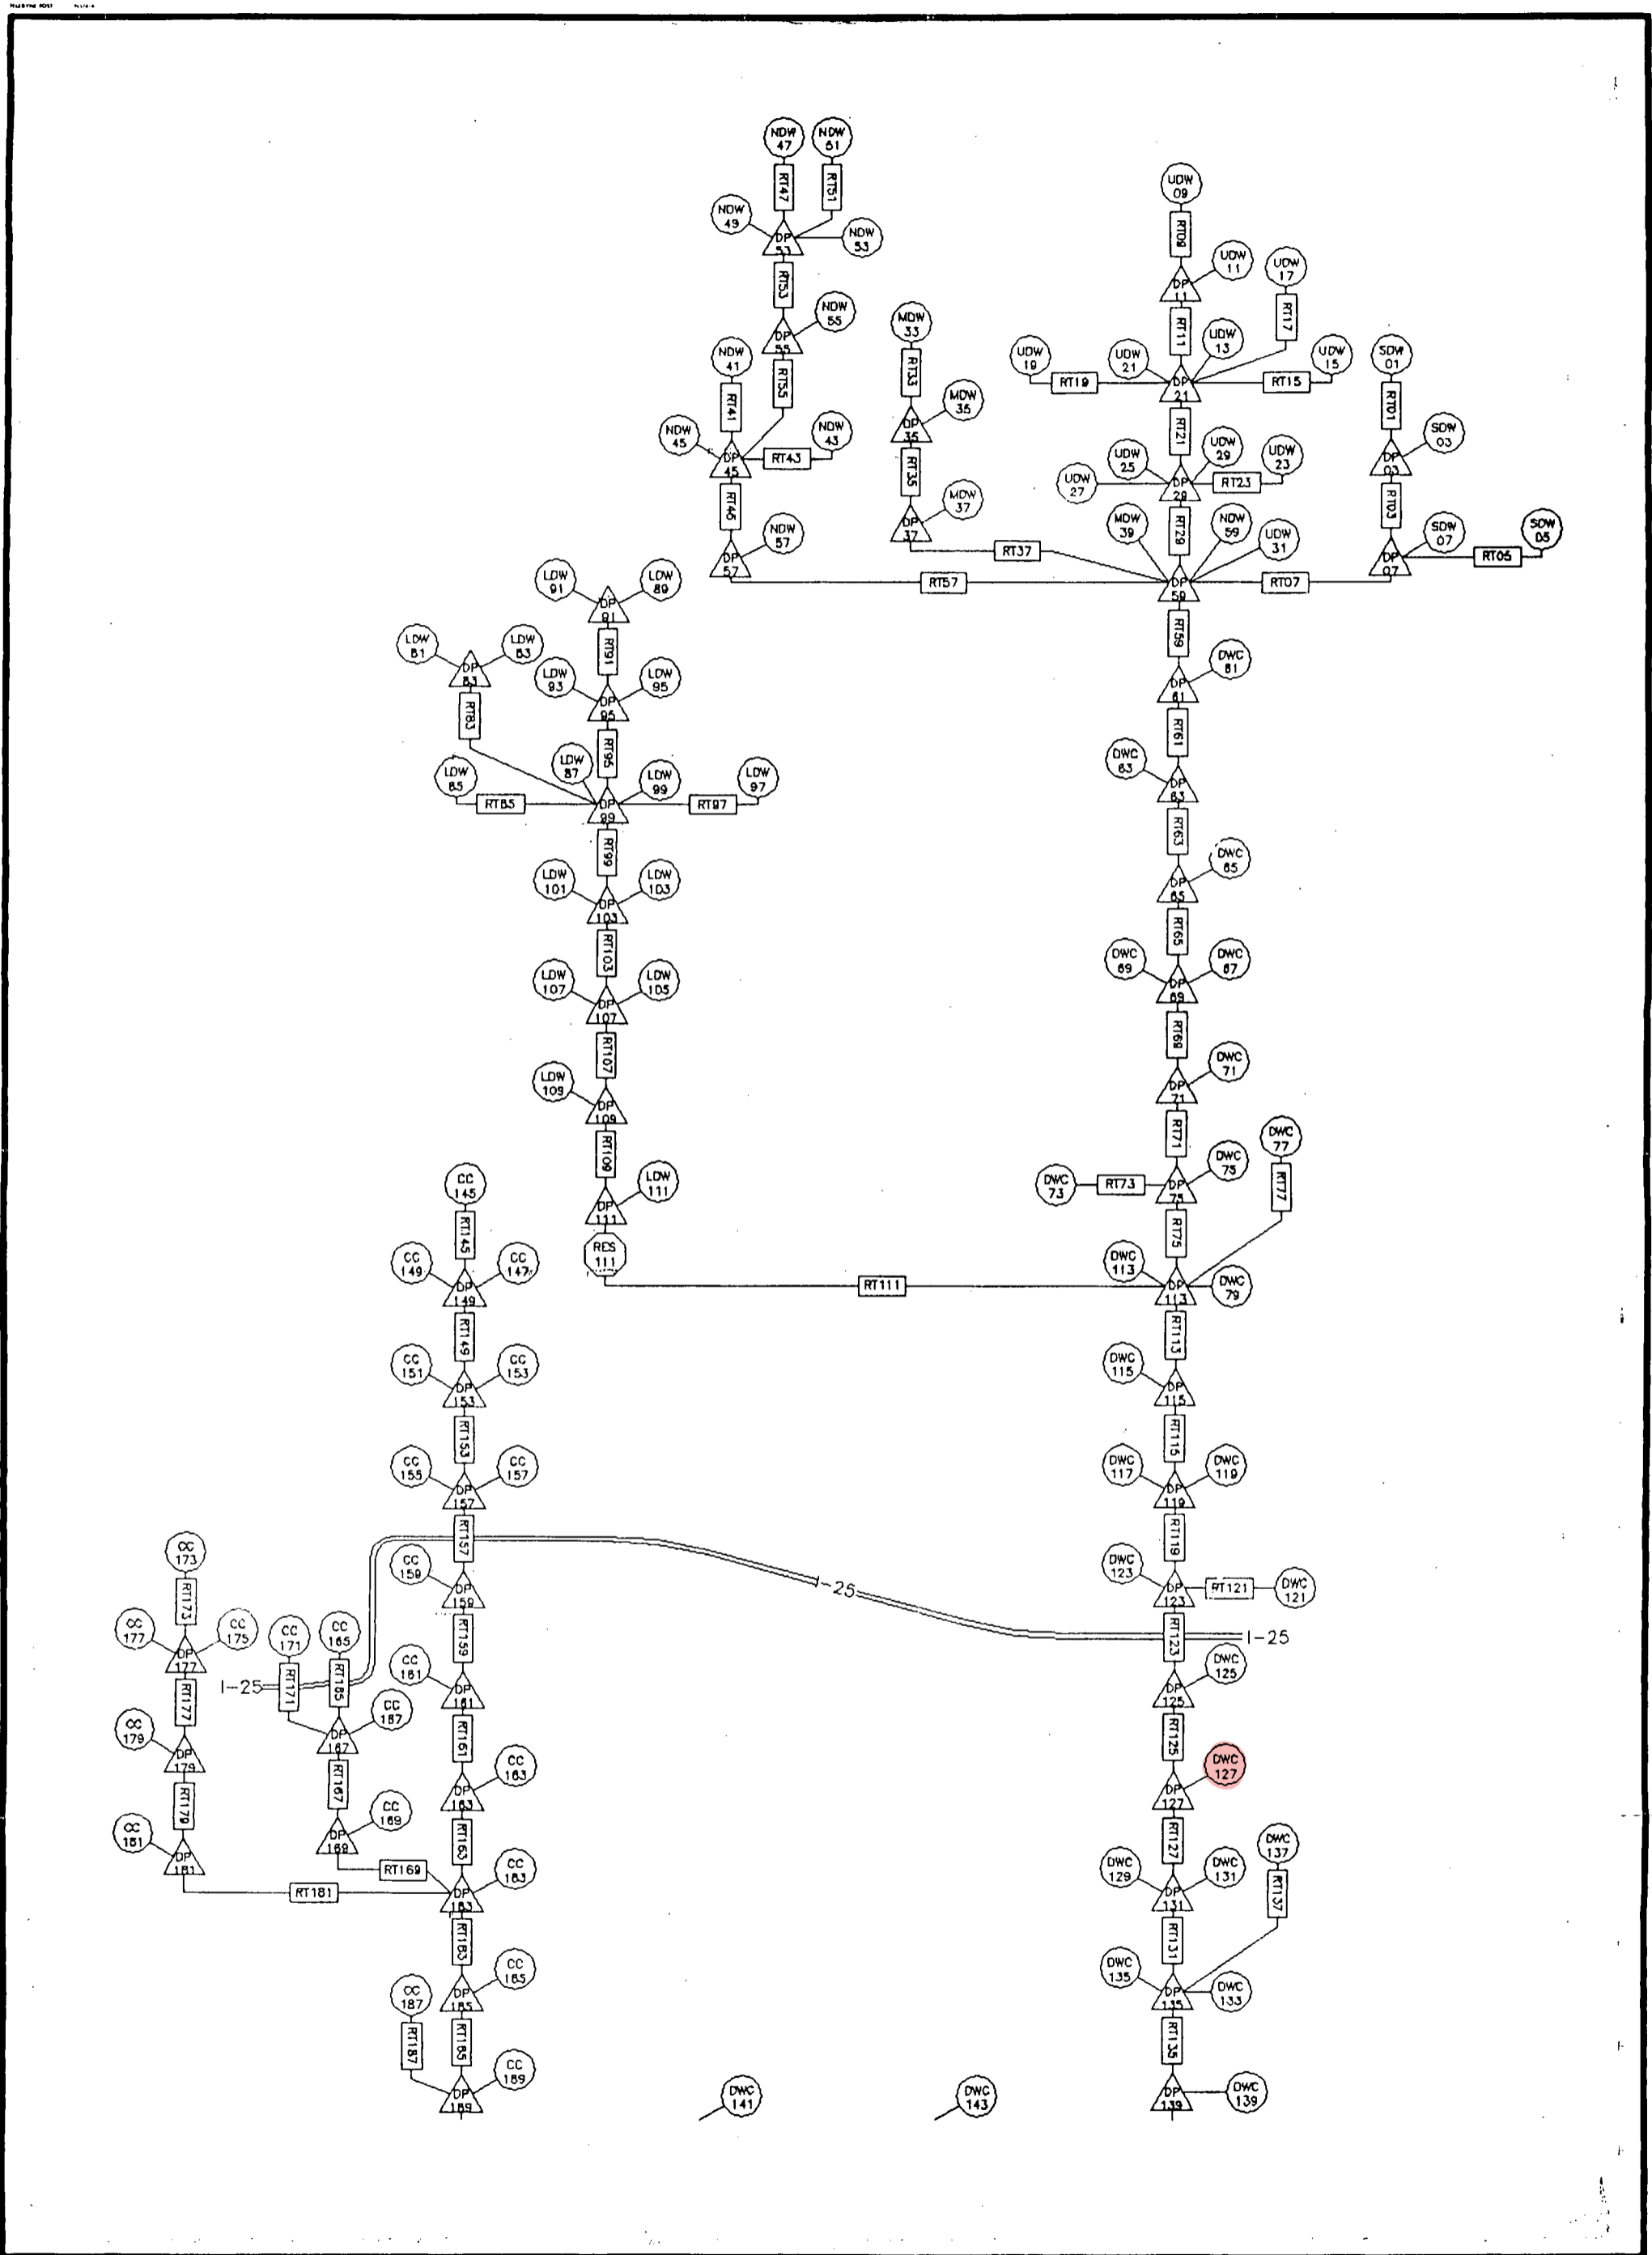 NDW
47
NDW
51
RT47
RT51
NDW
49
DP
53
NDW
53
RT53
NDW
55
DP
55
RT55
NDW
41
RT41
NDW
45
DP
45
RT43
NDW
43
RT45
NDW
57
DP
57
RT57
MDW
33
RT33
MDW
35
DP
35
RT35
MDW
37
DP
37
RT37
UDW
09
RT09
UDW
11
DP
11
UDW
17
RT17
RT11
UDW
13
UDW
19
RT19
UDW
21
DP
21
RT15
UDW
15
RT21
UDW
25
UDW
29
UDW
23
UDW
27
DP
29
RT23
RT29
MDW
39
NDW
59
UDW
31
DP
59
RT07
SDW
01
RT01
SDW
03
DP
03
RT03
SDW
07
SDW
05
DP
07
RT05
LDW
91
LDW
89
DP
91
RT91
LDW
81
LDW
83
DP
83
RT83
LDW
93
LDW
95
DP
95
RT95
LDW
85
RT85
LDW
87
LDW
99
LDW
97
DP
99
RT97
RT99
LDW
101
LDW
103
DP
103
RT103
LDW
107
LDW
105
DP
107
RT107
LDW
109
DP
109
RT109
LDW
111
DP
111
RES
111
RT111
RT59
DWC
61
DP
61
RT61
DWC
63
DP
63
RT63
DWC
65
DP
65
RT65
DWC
69
DWC
67
DP
69
RT69
DWC
71
DP
71
RT71
DWC
77
RT77
DWC
73
RT73
DP
75
DWC
75
RT75
DWC
113
DP
113
DWC
79
RT113
DWC
115
DP
115
RT115
DWC
117
DWC
119
DP
119
RT119
DWC
123
DP
123
RT121
DWC
121
RT123
I-25
I-25
DWC
125
DP
125
RT125
DWC
127
DP
127
RT127
DWC
129
DWC
131
DP
131
DWC
137
RT137
RT131
DWC
135
DP
135
DWC
133
RT135
DP
139
DWC
139
CC
145
RT145
CC
149
CC
147
DP
149
RT149
CC
151
CC
153
DP
153
RT153
CC
155
CC
157
DP
157
RT157
CC
159
DP
159
RT159
CC
161
DP
161
RT161
CC
163
DP
163
RT163
CC
173
RT173
CC
177
CC
175
DP
177
RT177
I-25
CC
171
RT171
CC
165
RT165
CC
167
DP
167
CC
179
DP
179
RT179
RT167
CC
181
DP
181
CC
169
DP
169
RT169
RT181
DP
183
CC
183
RT183
CC
185
DP
185
CC
187
RT187
RT185
CC
189
DP
189
DWC
141
DWC
143